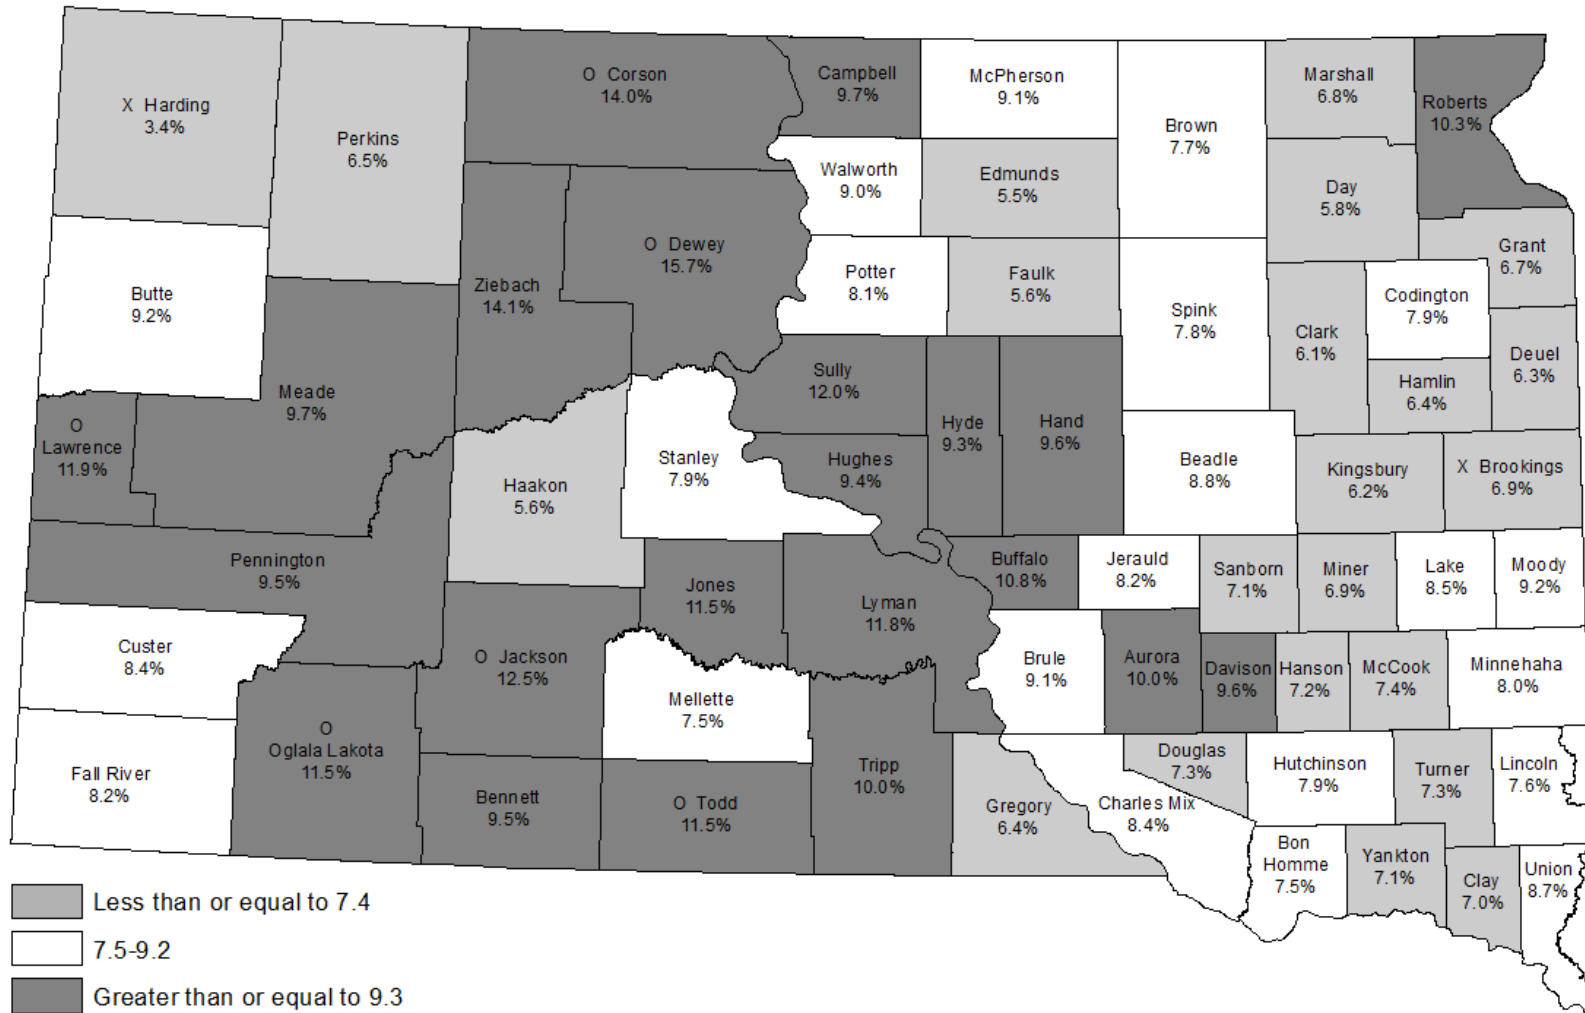 X Harding
3.4%
Perkins
6.5%
O Corson
14.0%
Campbell
9.7%
McPherson
9.1%
Brown
7.7%
Marshall
6.8%
Roberts
10.3%
Walworth
9.0%
Edmunds
5.5%
Day
5.8%
Butte
9.2%
Ziebach
14.1%
O Dewey
15.7%
Potter
8.1%
Faulk
5.6%
Spink
7.8%
Grant
6.7%
Codington
7.9%
Clark
6.1%
Deuel
6.3%
Hamlin
6.4%
Meade
9.7%
Sully
12.0%
Hyde
9.3%
Hand
9.6%
O
Lawrence
11.9%
Haakon
5.6%
Stanley
7.9%
Hughes
9.4%
Beadle
8.8%
Kingsbury
6.2%
X Brookings
6.9%
Pennington
9.5%
Jones
11.5%
Lyman
11.8%
Buffalo
10.8%
Jerauld
8.2%
Sanborn
7.1%
Miner
6.9%
Lake
8.5%
Moody
9.2%
Custer
8.4%
O Jackson
12.5%
Mellette
7.5%
Brule
9.1%
Aurora
10.0%
Davison
9.6%
Hanson
7.2%
McCook
7.4%
Minnehaha
8.0%
Fall River
8.2%
O
Oglala Lakota
11.5%
Bennett
9.5%
O Todd
11.5%
Tripp
10.0%
Gregory
6.4%
Charles Mix
8.4%
Douglas
7.3%
Hutchinson
7.9%
Turner
7.3%
Lincoln
7.6%
Bon
Homme
7.5%
Yankton
7.1%
Clay
7.0%
Union
8.7%
Less than or equal to 7.4
7.5-9.2
Greater than or equal to 9.3